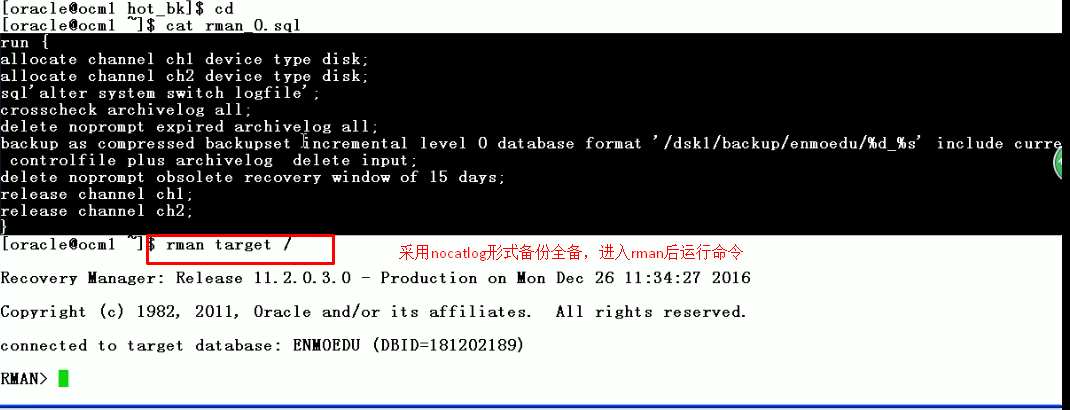 [oracle@ocm1 hot_bk]$ cd
[oracle@ocm1 ~]$ cat rman_0.sql
run {
allocate channel ch1 device type disk;
allocate channel ch2 device type disk;
sql'alter system switch logfile';
crosscheck archivelog all;
delete noprompt expired archivelog all;
backup as compressed backupset incremental level 0 database format '/dsk1/backup/enmoedu/%d_%s' include curre
controlfile plus archivelog  delete input;
delete noprompt obsolete recovery window of 15 days;
release channel ch1;
release channel ch2;
}
[oracle@ocm1 ~]$ rman target / 采用nocatlog形式备份全备，进入rman后运行命令
Recovery Manager: Release 11.2.0.3.0 - Production on Mon Dec 26 11:34:27 2016
Copyright (c) 1982, 2011, Oracle and/or its affiliates.  All rights reserved.
connected to target database: ENMOEDU (DBID=181202189)
RMAN>